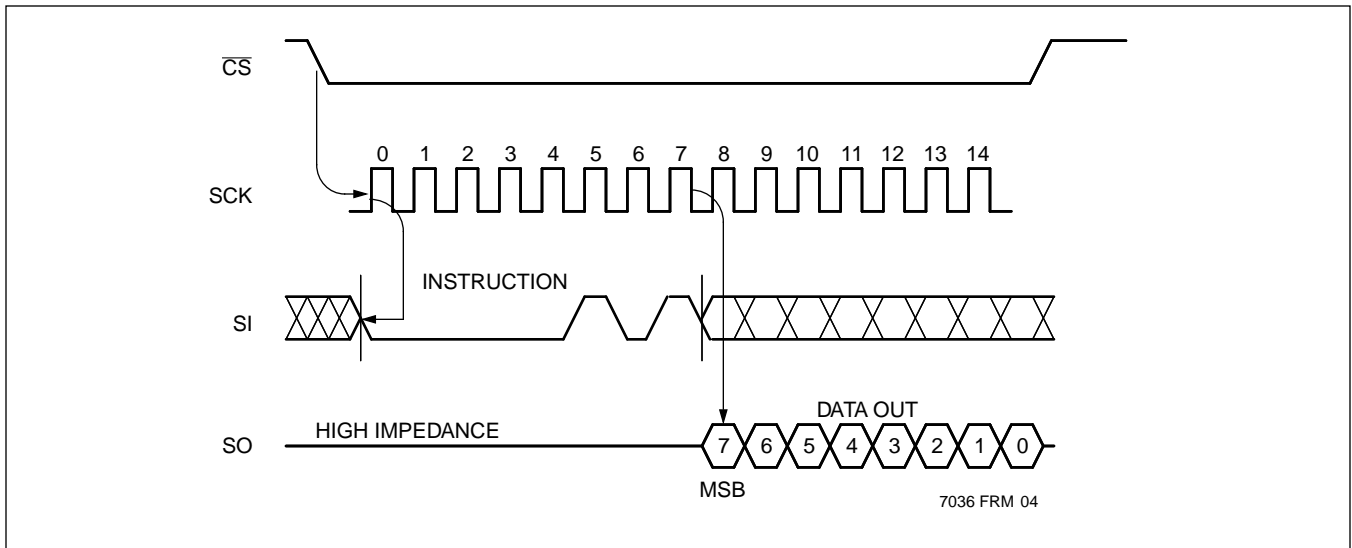 CS
0 1 2 3 4 5 6 7 8 9 10 11 12 13 14
SCK
INSTRUCTION
SI
DATA OUT
HIGH IMPEDANCE
SO
7 6 5 4 3 2 1 0
MSB
7036 FRM 04